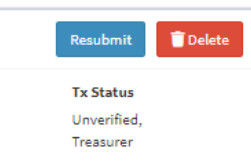 Resubmit Delete
Tx Status
Unverified,
Treasurer